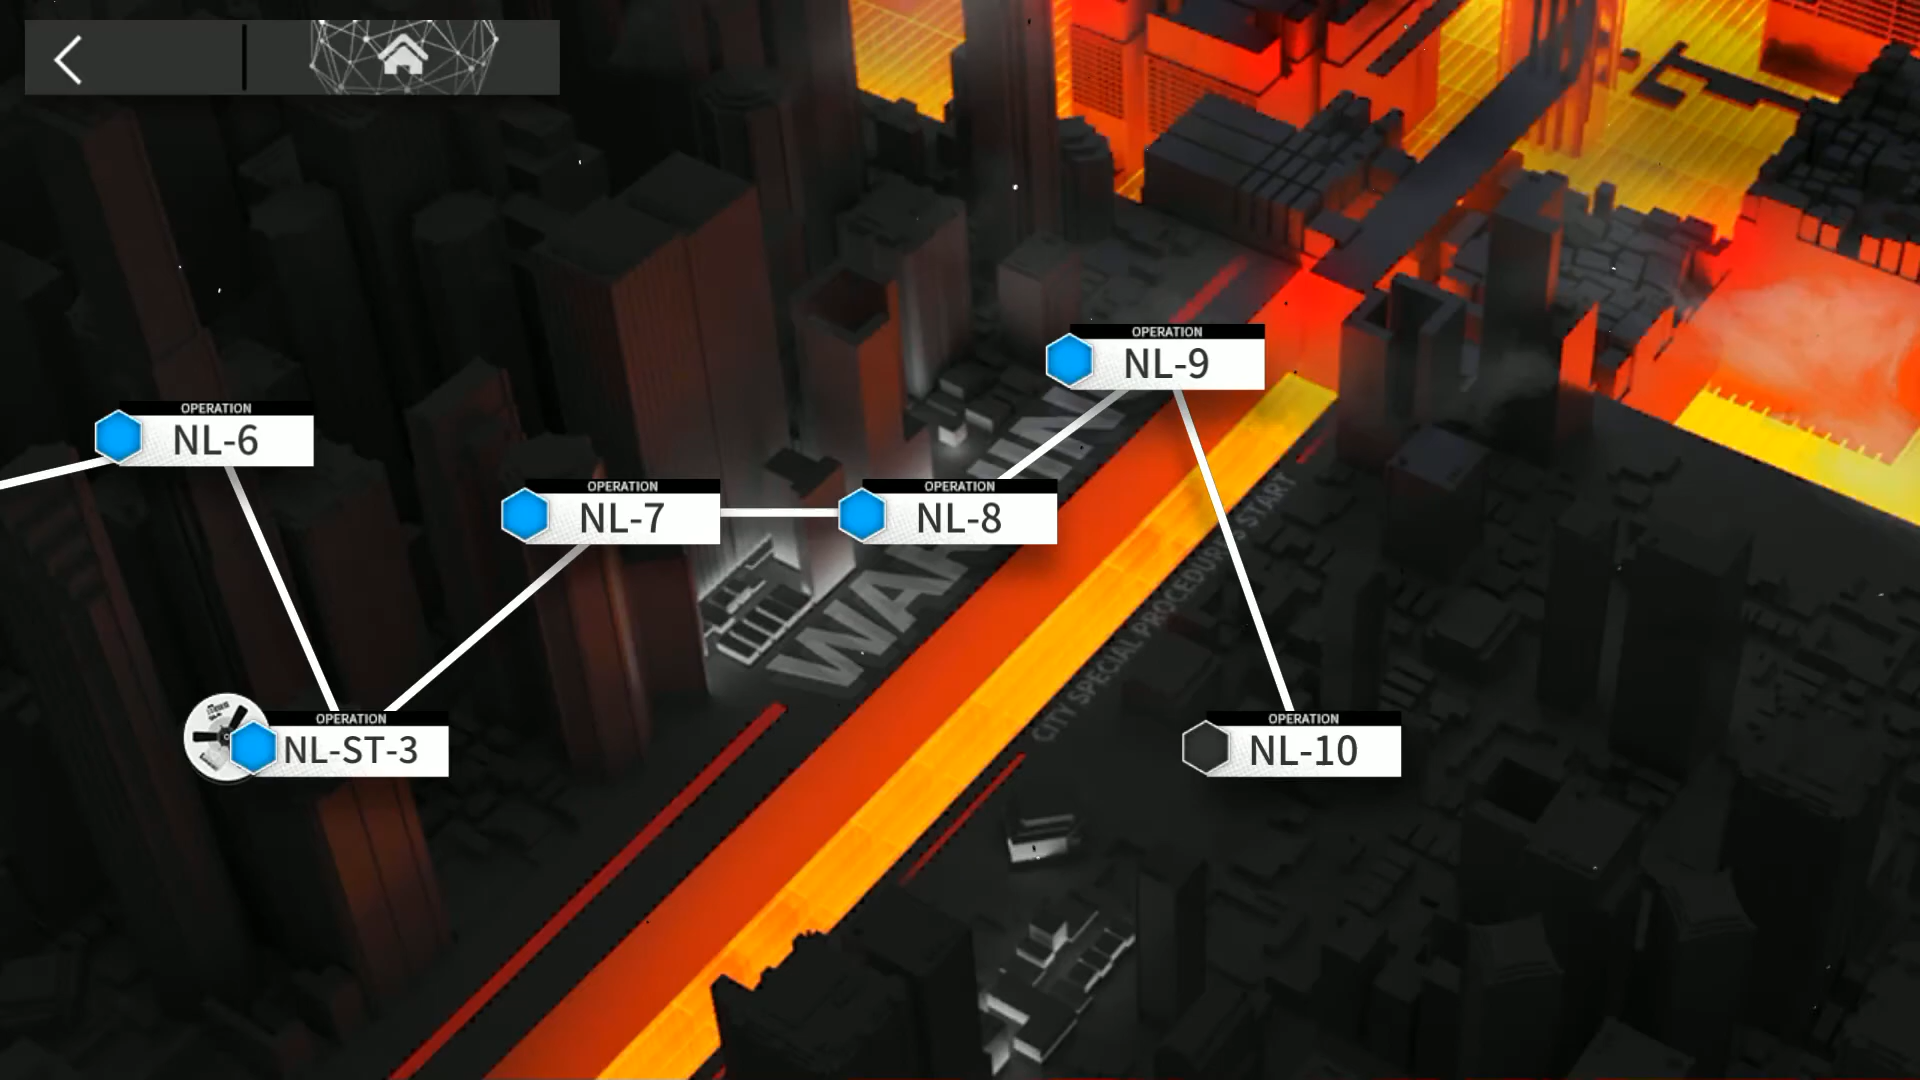 OPERATION
NL-9
OPERATION
NL-6
OPERATION
NL-7
OPERATION
NL-8
OPERATION
NL-ST-3
OPERATION
NL-10
CITY SPECIAL PROCEDURES START